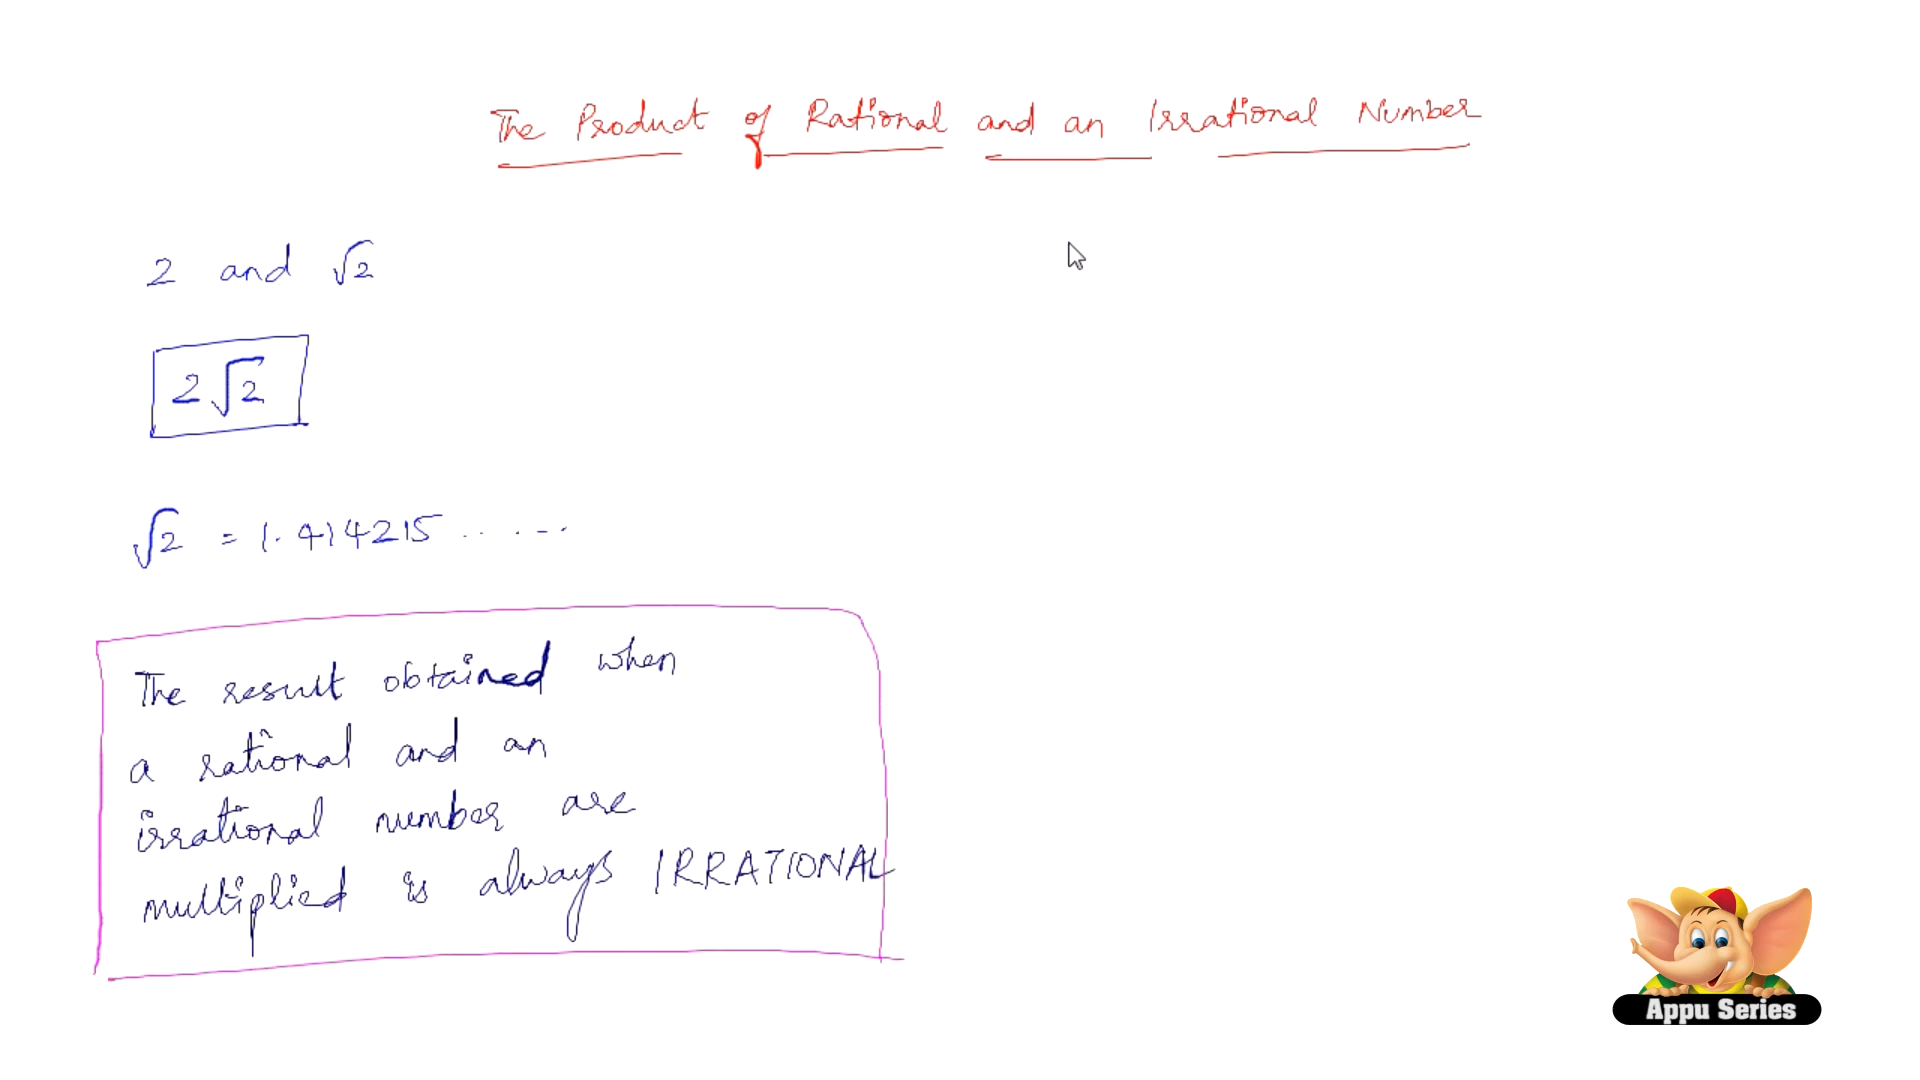 The Product of Rational and an Irrational Number
2 and √2
2√2
√2 = 1.414215 ......
The result obtained when
a rational and an
irrational number are
multiplied is always IRRATIONAL
Appu Series